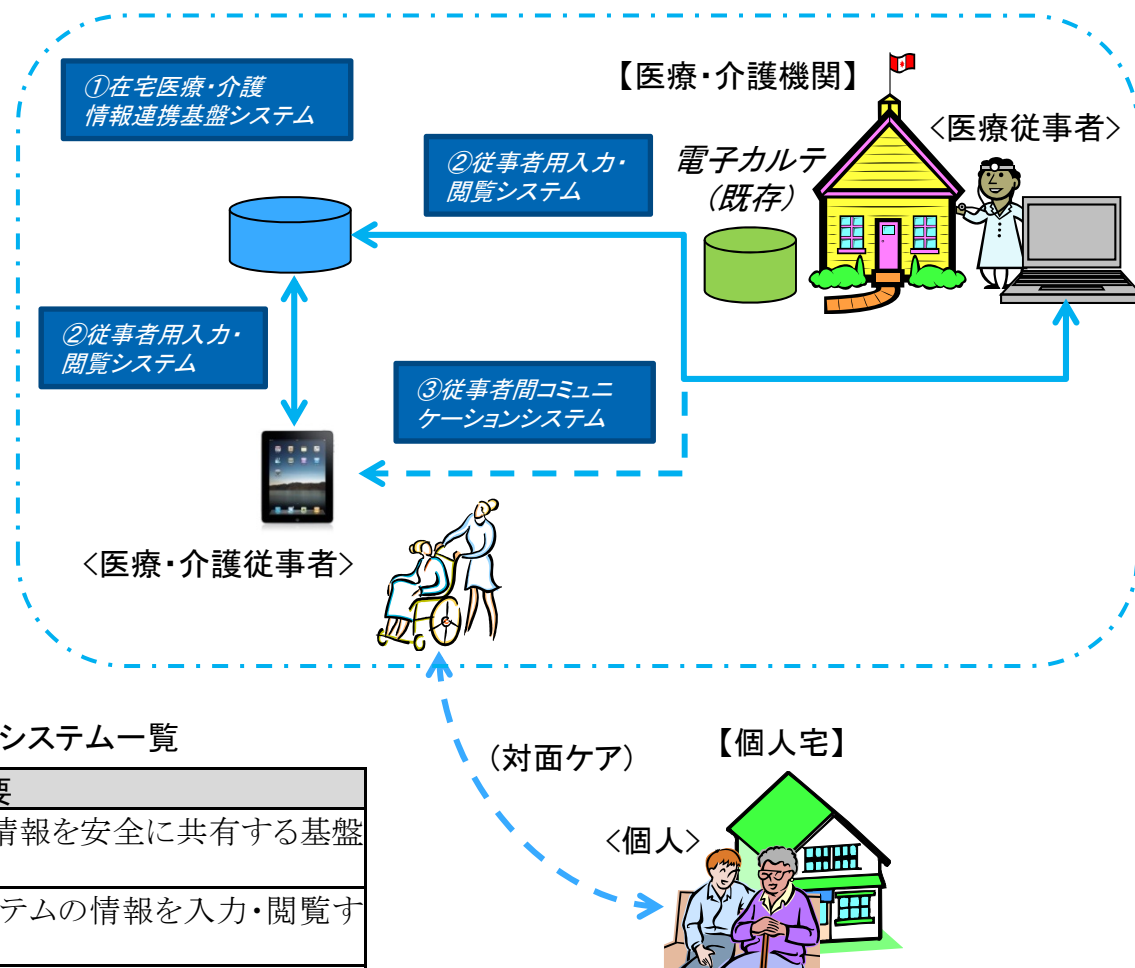 ①在宅医療・介護
情報連携基盤システム
【医療・介護機関】
<医療従事者>
②従事者用入力・
閲覧システム
電子カルテ
（既存）
②従事者用入力・
閲覧システム
③従事者間コミュニ
ケーションシステム
<医療・介護従事者>
システム一覧
要
情報を安全に共有する基盤
テムの情報を入力・閲覧す
（対面ケア）
【個人宅】
<個人>